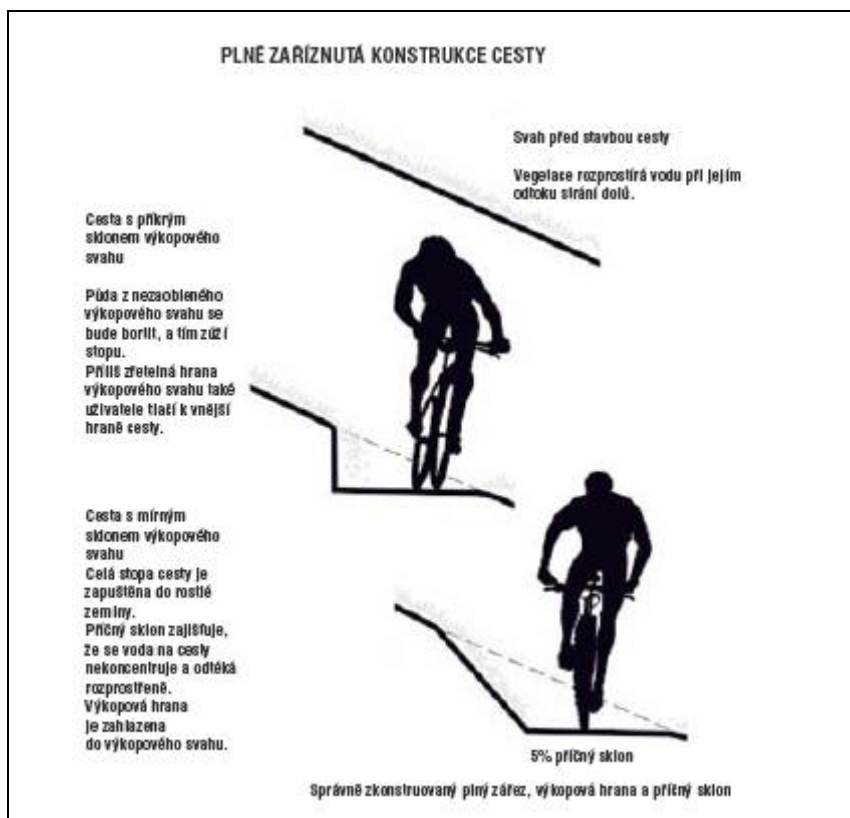 PLNĚ ZAŘÍZNUTÁ KONSTRUKCE CESTY
Svah před stavbou cesty
Vegetace rozprostírá vodu při jejím
odtoku strání dolů.
Cesta s příkrým
sklonem výkopového
svahu
Půda z nezaobleného
výkopového svahu se
bude bortit, a tím zúží
stopu.
Příliš zřetelná hrana
výkopového svahu také
uživatele tlačí k vnější
hraně cesty.
Cesta s mírným
sklonem výkopového
svahu
Celá stopa cesty je
zapuštěna do rostlé
zeminy.
Příčný sklon zajišťuje,
že se voda na cesty
nekoncentruje a odtéká
rozprostřeně.
Výkopová hrana
je zahlazena
do výkopového svahu.
5% příčný sklon
Správně zkonstruovaný plný zářez, výkopová hrana a příčný sklon